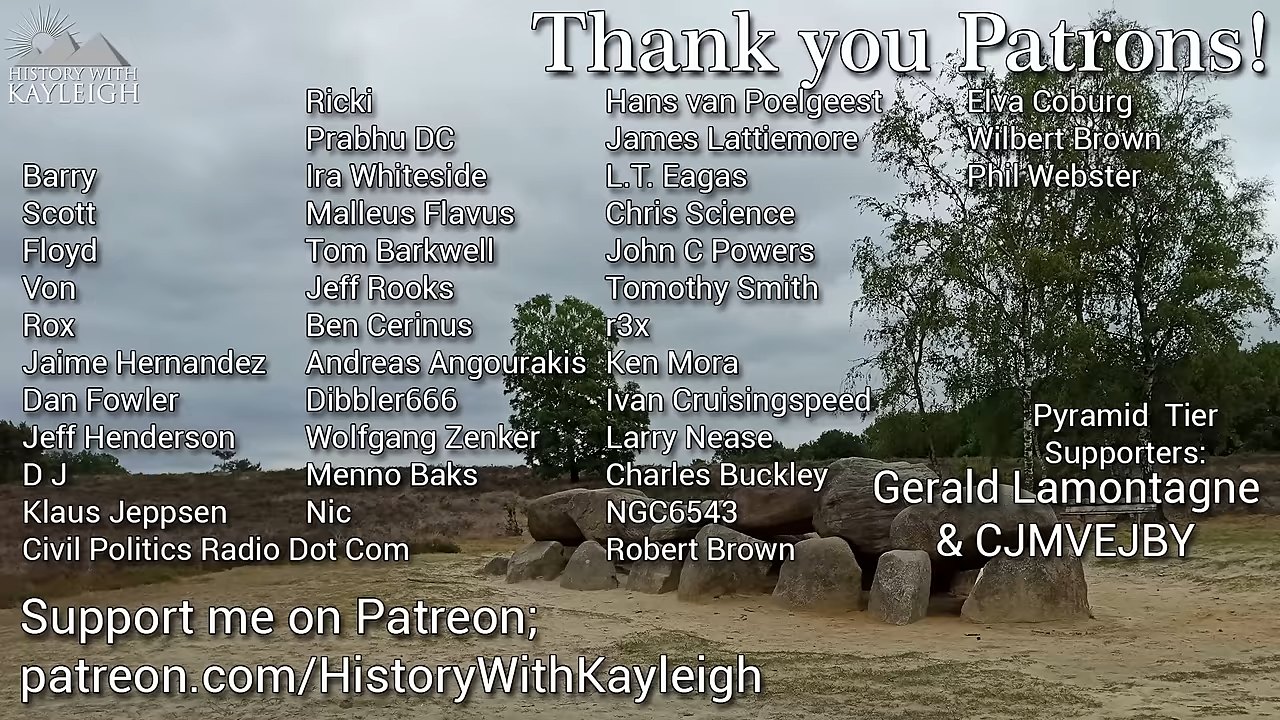 HISTORY WITH
KAYLEIGH
Thank you Patrons!
Barry
Scott
Floyd
Von
Rox
Jaime Hernandez
Dan Fowler
Jeff Henderson
D J
Klaus Jeppsen
Civil Politics Radio Dot Com
Ricki
Prabhu DC
Ira Whiteside
Malleus Flavus
Tom Barkwell
Jeff Rooks
Ben Cerinus
Andreas Angourakis
Dibbler666
Wolfgang Zenker
Menno Baks
Nic
Hans van Poelgeest
James Lattiemore
L.T. Eagas
Chris Science
John C Powers
Tomothy Smith
r3x
Ken Mora
Ivan Cruisingspeed
Larry Nease
Charles Buckley
NGC6543
Robert Brown
Elva Coburg
Wilbert Brown
Phil Webster
Pyramid Tier
Supporters:
Gerald Lamontagne
& CJMVEJBY
Support me on Patreon;
patreon.com/HistoryWithKayleigh